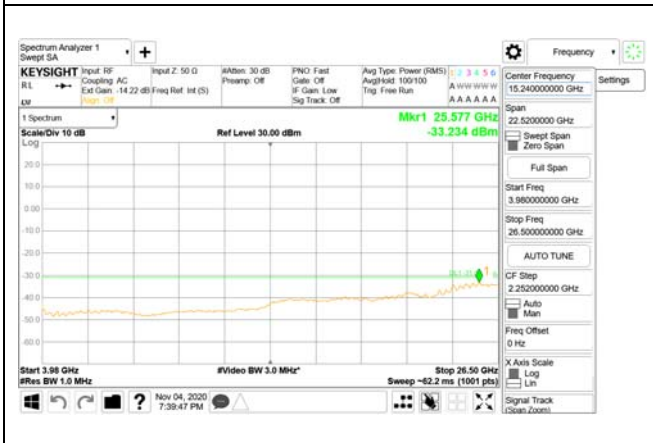 Spectrum Analyzer 1
Swept SA
+
Frequency
KEYSIGHT
Input: RF
Input Z: 50 Ω
#Atten: 30 dB
PNO: Fast
Avg Type: Power (RMS)
1 2 3 4 5 6
RL
Coupling: AC
Preamp: Off
Gate: Off
Avg|Hold: 100/100
A W W W W W
Ext Gain: -14.22 dB
Freq Ref: Int (S)
IF Gain: Low
Trig: Free Run
Align: Off
Sig Track: Off
A A A A A A
1 Spectrum
Mkr1 25.577 GHz
Scale/Div 10 dB
Ref Level 30.00 dBm
-33.234 dBm
Log
20.0
10.0
0.00
-10.0
-20.0
-30.0
-40.0
-50.0
-60.0
1
Start 3.98 GHz
#Video BW 3.0 MHz*
Stop 26.50 GHz
#Res BW 1.0 MHz
Sweep ~62.2 ms (1001 pts)
?
Nov 04, 2020
7:39:47 PM
Center Frequency
15.240000000 GHz
Settings
Span
22.5200000 GHz
Swept Span
Zero Span
Full Span
Start Freq
3.980000000 GHz
Stop Freq
26.500000000 GHz
AUTO TUNE
CF Step
2.252000000 GHz
Auto
Man
Freq Offset
0 Hz
X Axis Scale
Log
Lin
Signal Track
(Span Zoom)